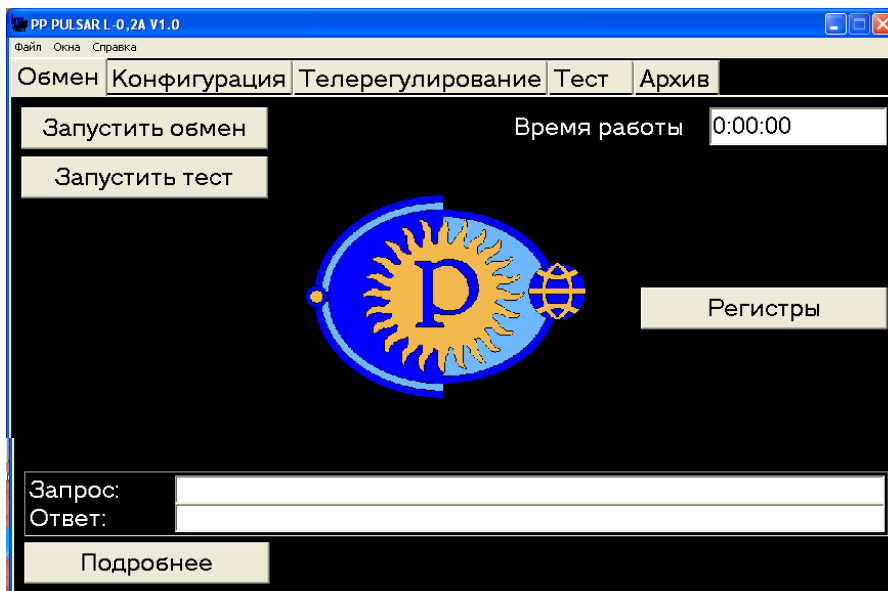 PP PULSAR L-0,2A V1.0
Файл Окна Справка
Обмен Конфигурация Телерегулирование Тест Архив
Запустить обмен
Время работы 0:00:00
Запустить тест
p
Регистры
Запрос:
Ответ:
Подробнее